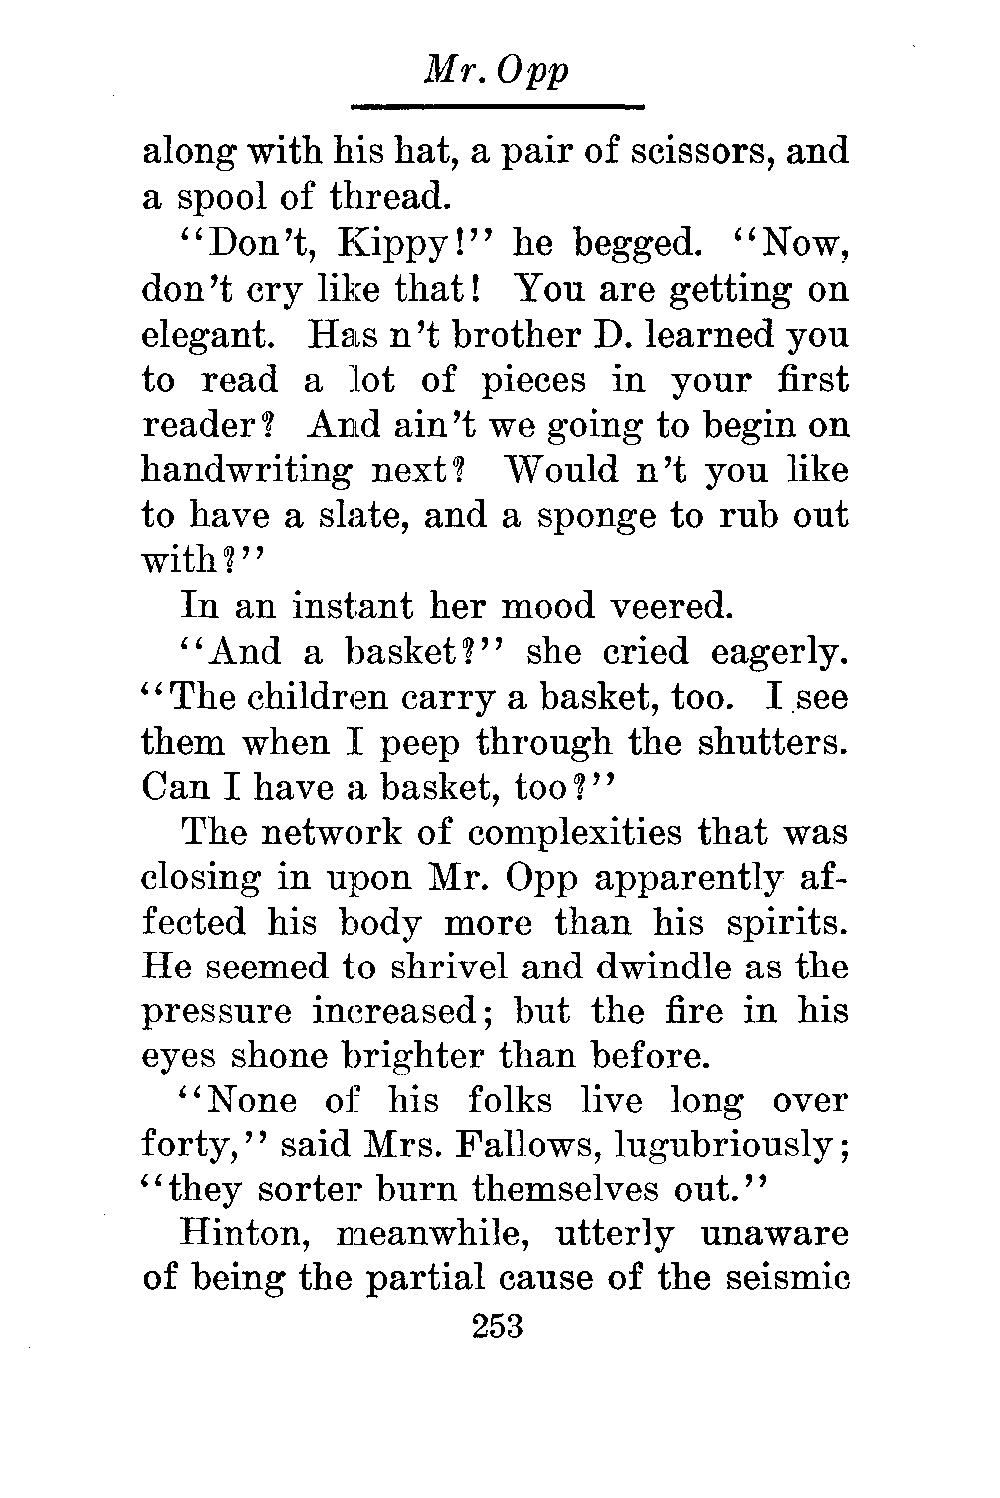 Mr. Opp
along with his hat, a pair of scissors, and
a spool of thread.
"Don't, Kippy!" he begged. "Now,
don't cry like that! You are getting on
elegant. Has n't brother D. learned you
to read a lot of pieces in your first
reader? And ain't we going to begin on
handwriting next? Would n't you like
to have a slate, and a sponge to rub out
with?"
In an instant her mood veered.
"And a basket?" she cried eagerly.
"The children carry a basket, too. I see
them when I peep through the shutters.
Can I have a basket, too?"
The network of complexities that was
closing in upon Mr. Opp apparently af-
fected his body more than his spirits.
He seemed to shrivel and dwindle as the
pressure increased; but the fire in his
eyes shone brighter than before.
"None of his folks live long over
forty," said Mrs. Fallows, lugubriously;
"they sorter burn themselves out."
Hinton, meanwhile, utterly unaware
of being the partial cause of the seismic
253